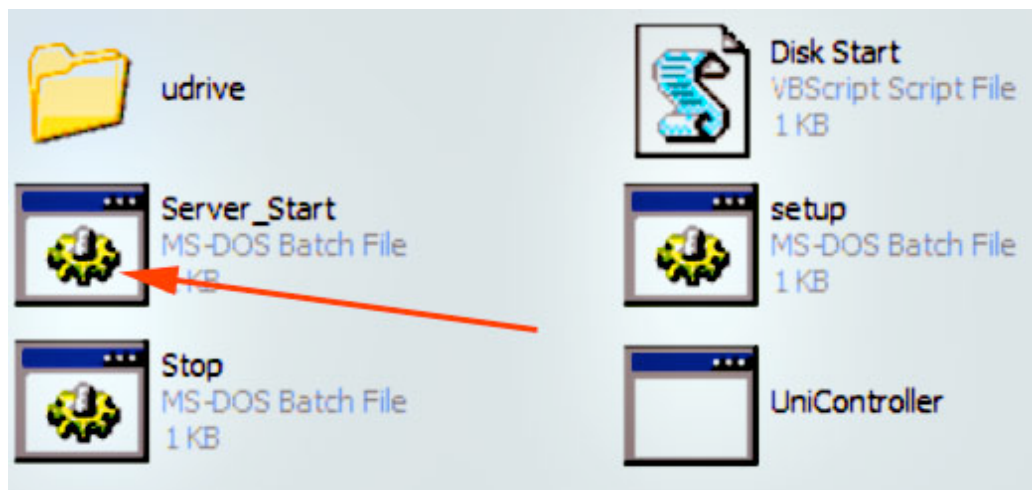 udrive
Disk Start
VBScript Script File
1 KB
Server_Start
MS-DOS Batch File
KB
setup
MS-DOS Batch File
1 KB
Stop
MS-DOS Batch File
1 KB
UniController